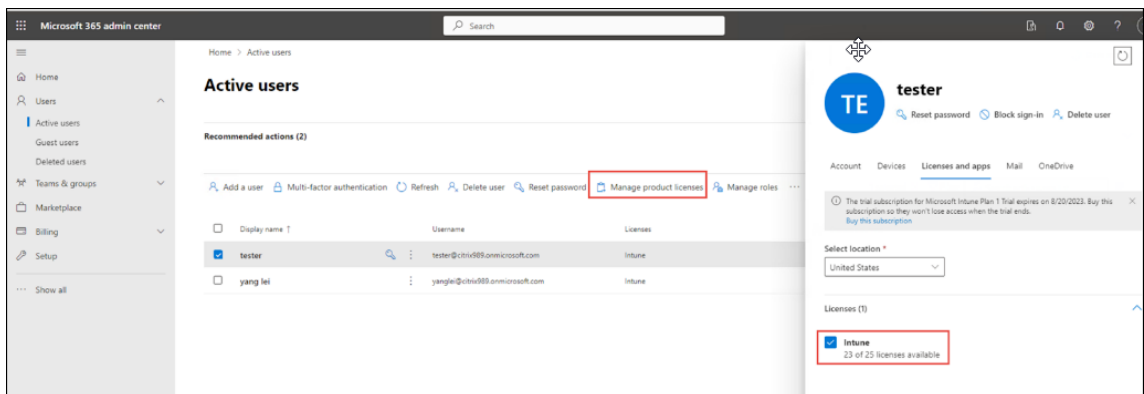 Microsoft 365 admin center
Search
?
Home
Users
Active users
Guest users
Deleted users
Teams & groups
Marketplace
Billing
Setup
Show all
Home > Active users
Active users
Recommended actions (2)
Add a user Multi-factor authentication Refresh Delete user Reset password Manage product licenses Manage roles ...
Display name ↑ Username Licenses
tester tester@citrix989.onmicrosoft.com Intune
yang lei yanglei@citrix989.onmicrosoft.com Intune
TE
tester
Reset password Block sign-in Delete user
Account Devices Licenses and apps Mail OneDrive
The trial subscription for Microsoft Intune Plan 1 Trial expires on 8/20/2023. Buy this
subscription so they won't lose access when the trial ends.
Buy this subscription
Select location *
United States
Licenses (1)
Intune
23 of 25 licenses available